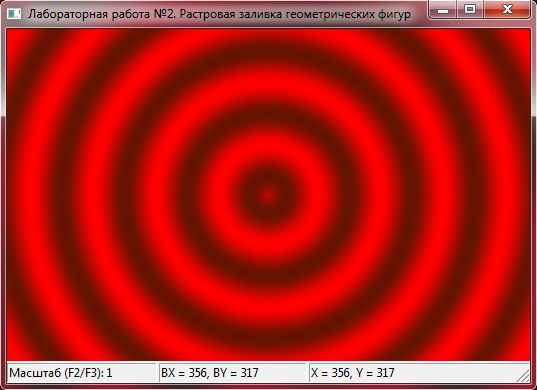 Лабораторная работа №2. Растровая заливка геометрических фигур
Масштаб (F2/F3): 1
BX = 356, BY = 317
X = 356, Y = 317